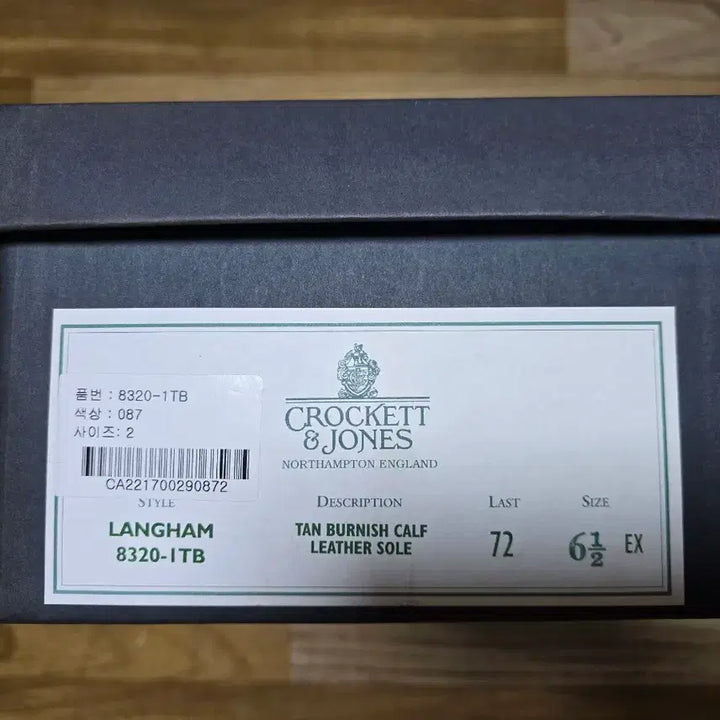 CROCKETT
& JONES
NORTHAMPTON ENGLAND
품번 : 8320-1TB
색상 : 087
사이즈: 2
CA221700290872
STYLE
LANGHAM
8320-1TB
DESCRIPTION
TAN BURNISH CALF
LEATHER SOLE
LAST
72
SIZE
6½ EX